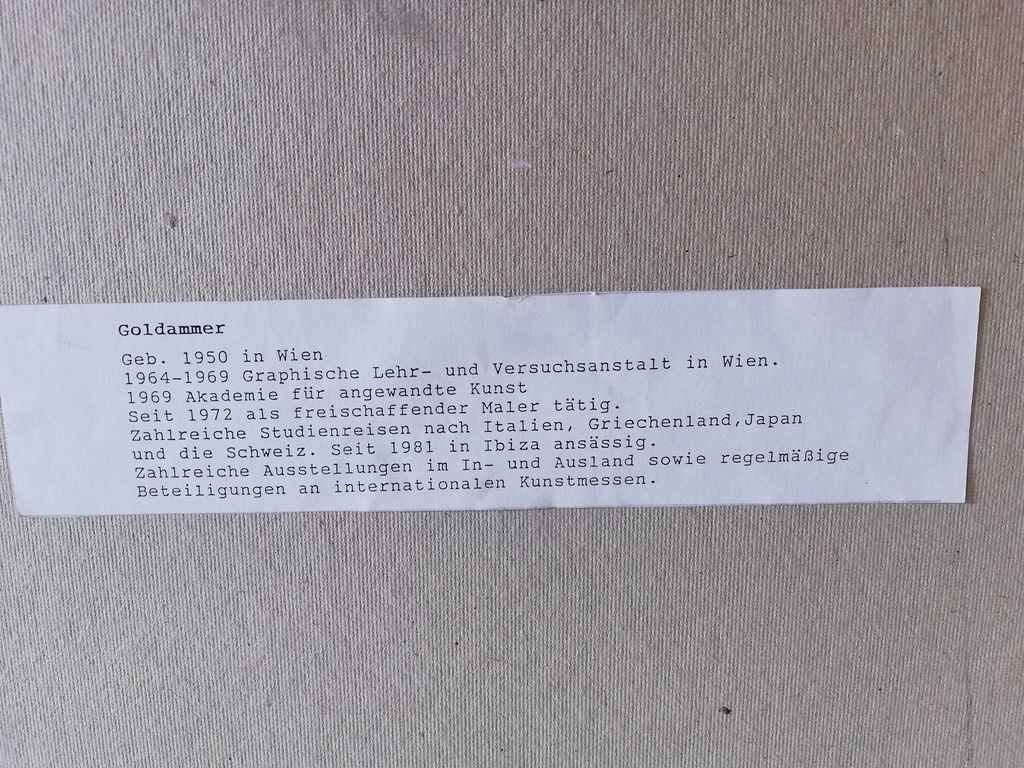 Goldammer
Geb. 1950 in Wien
1964-1969 Graphische Lehr- und Versuchsanstalt in Wien.
1969 Akademie für angewandte Kunst
Seit 1972 als freischaffender Maler tätig.
Zahlreiche Studienreisen nach Italien, Griechenland,Japan
und die Schweiz. Seit 1981 in Ibiza ansässig.
Zahlreiche Ausstellungen im In- und Ausland sowie regelmäßige
Beteiligungen an internationalen Kunstmessen.